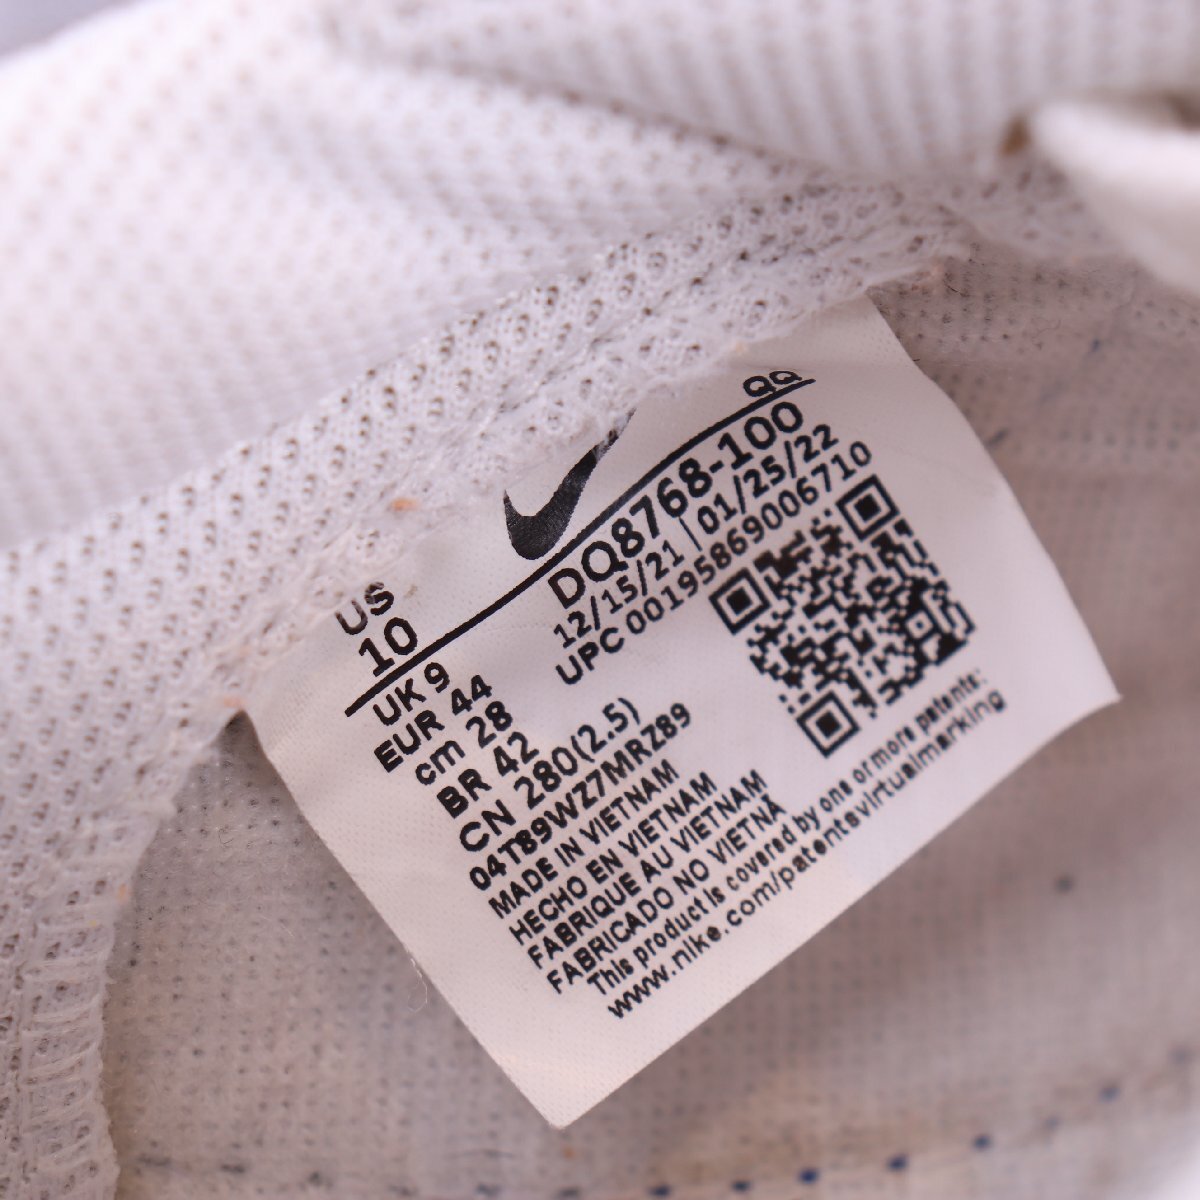 QQ
US
10
DQ8768-100
12/15/21 | 01/25/22
UPC 00195869006710
UK 9
EUR 44
cm 28
BR 42
CN 280(2.5)
04T89WZ7MRZ89
MADE IN VIETNAM
HECHO EN VIETNAM
FABRIQUE AU VIETNAM
FABRICADO NO VIETNÃ
This product is covered by one or more patents:
www.nike.com/patentsvirtualmarking